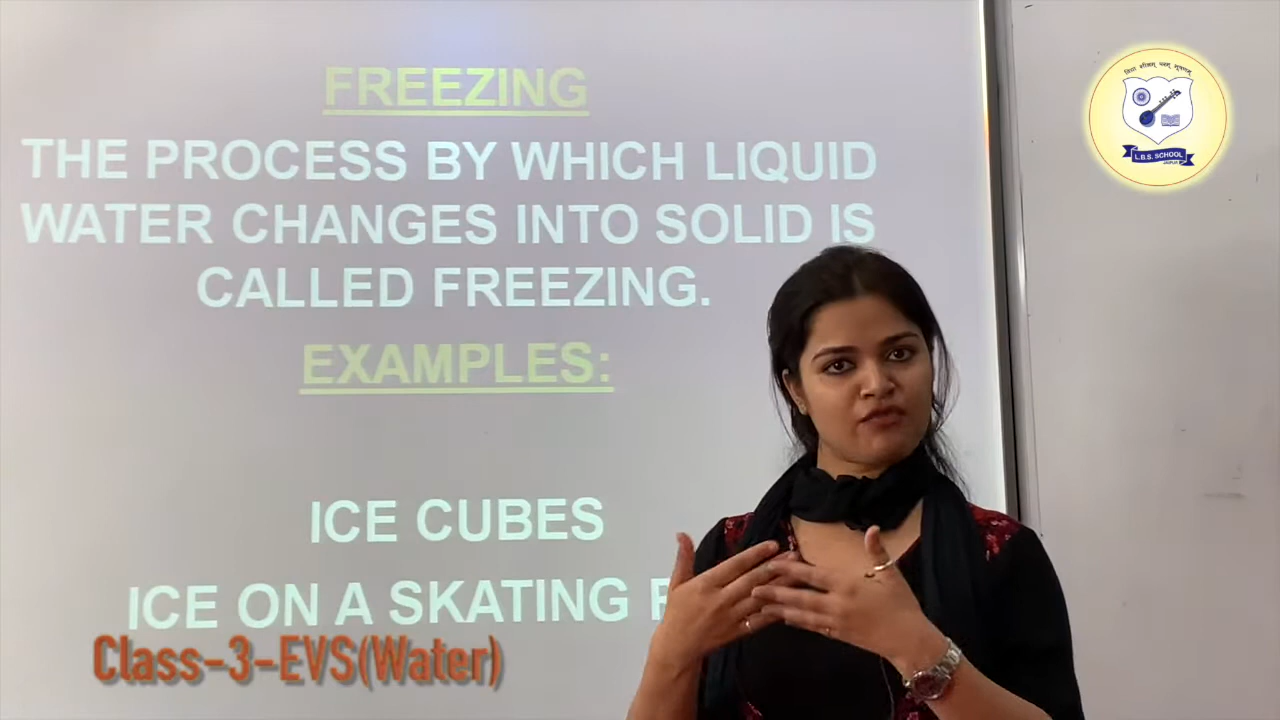 FREEZING
THE PROCESS BY WHICH LIQUID
WATER CHANGES INTO SOLID IS
CALLED FREEZING.
EXAMPLES:
ICE CUBES
ICE ON A SKATING
Class-3-EVS(Water)
L.B.S. SCHOOL
JAIPUR